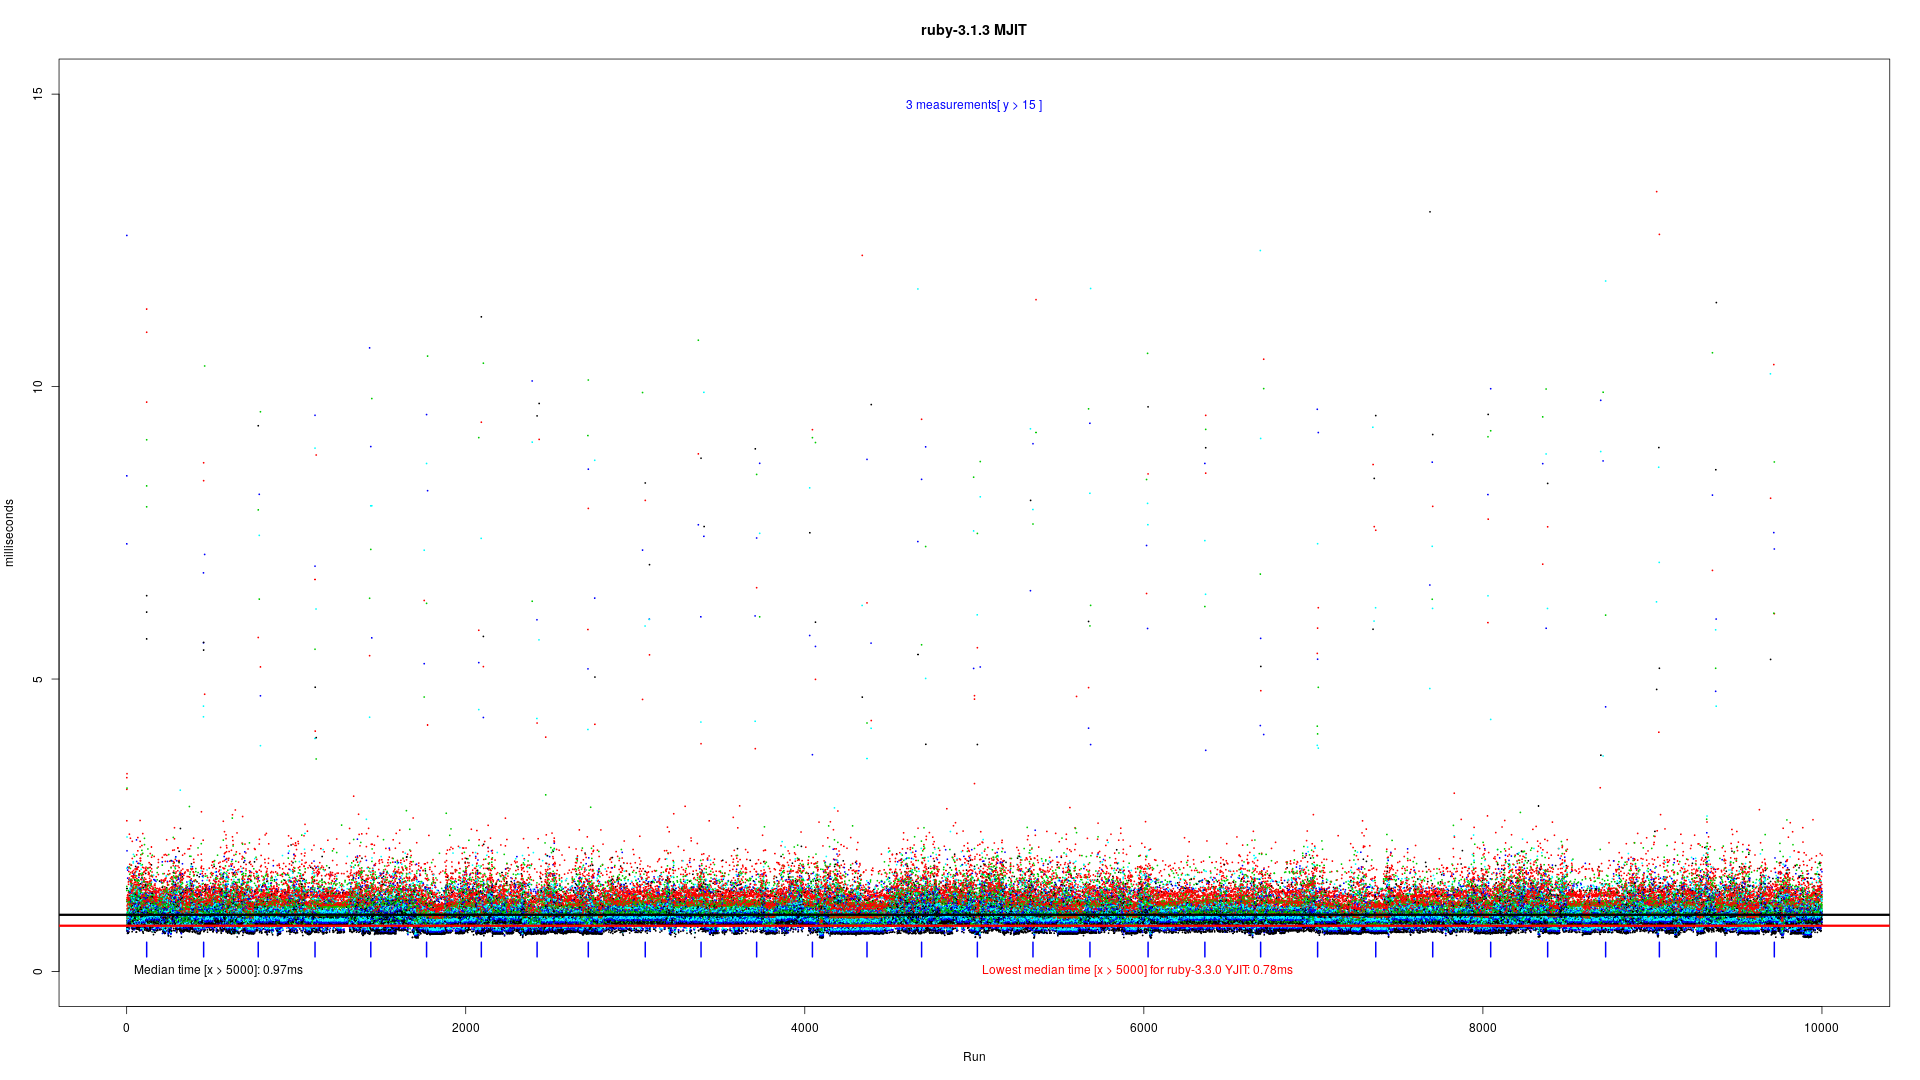 ruby-3.1.3 MJIT
3 measurements[ y > 15 ]
15
10
5
0
milliseconds
Median time [x > 5000]: 0.97ms
Lowest median time [x > 5000] for ruby-3.3.0 YJIT: 0.78ms
0 2000 4000 6000 8000 10000
Run